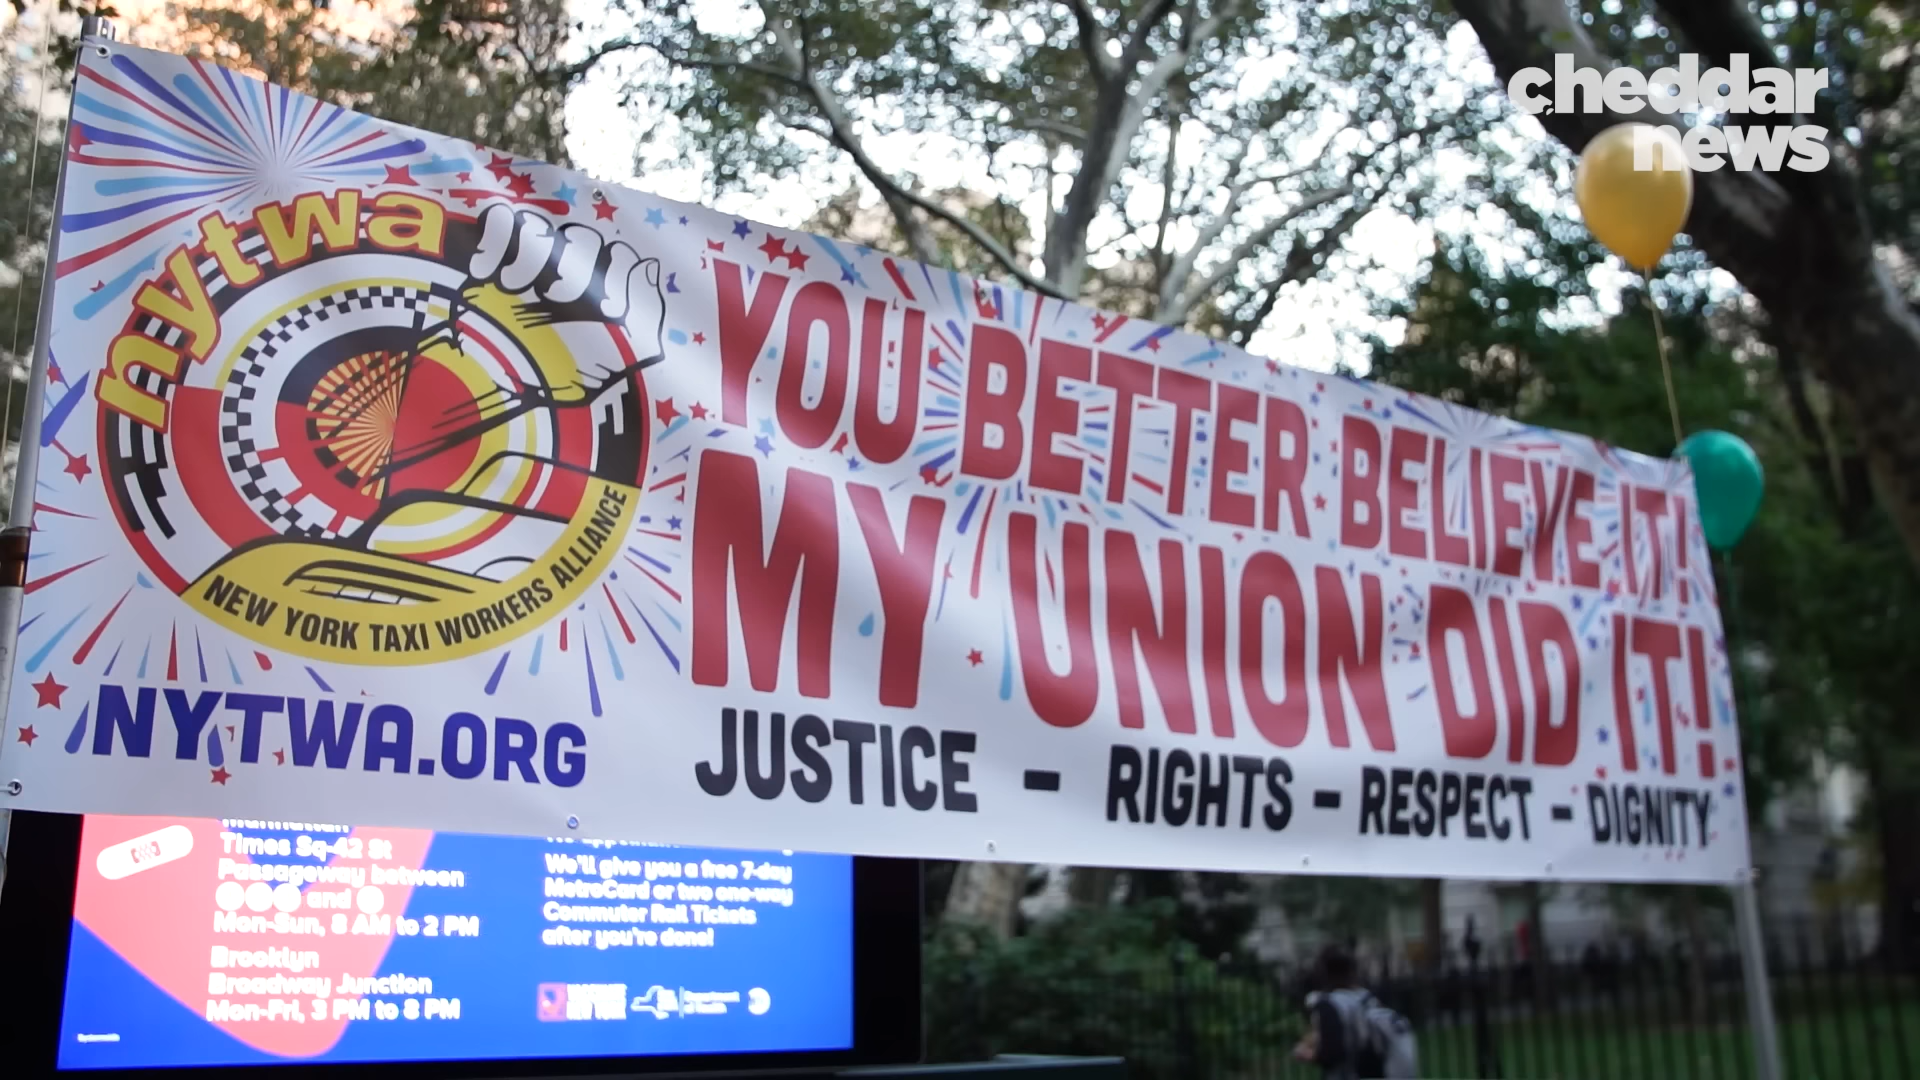 cheddar
news
nytwa
NEW YORK TAXI WORKERS ALLIANCE
NYTWA.ORG
YOU BETTER BELIEVE IT!
MY UNION DID IT!
JUSTICE - RIGHTS - RESPECT - DIGNITY
Times Sq-42 St
Passageway between
and
Mon-Sun, 8 AM to 2 PM
Brooklyn
Broadway Junction
Mon-Fri, 3 PM to 8 PM
We'll give you a free 7-day
MetroCard or two one-way
Commuter Rail Tickets
after you're done!